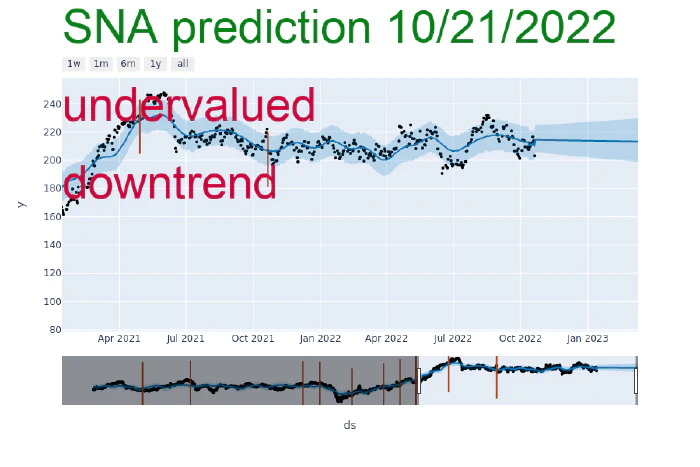 SNA prediction 10/21/2022
1w 1m 6m 1y all
undervalued
downtrend
240
220
200
180
160
140
120
100
80
y
Apr 2021 Jul 2021 Oct 2021 Jan 2022 Apr 2022 Jul 2022 Oct 2022 Jan 2023
ds